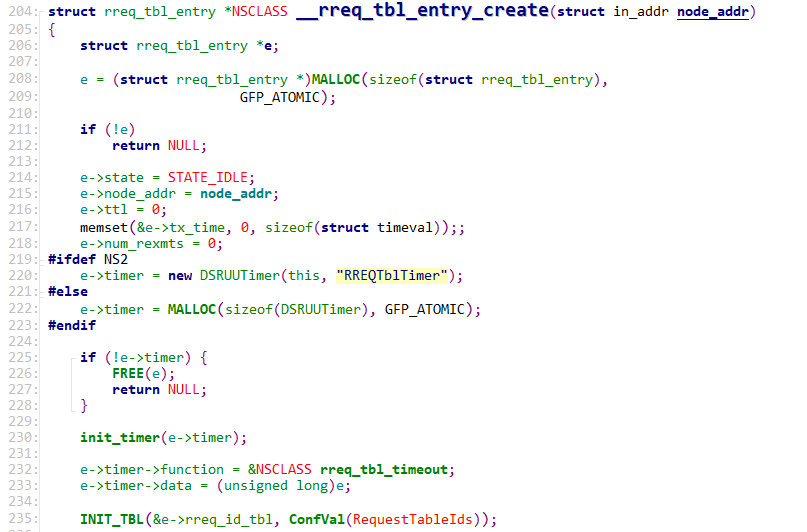 204: struct rreq_tbl_entry *NSCLASS __rreq_tbl_entry_create(struct in_addr node_addr)
205: {
206:     struct rreq_tbl_entry *e;
207:
208:     e = (struct rreq_tbl_entry *)MALLOC(sizeof(struct rreq_tbl_entry),
209:                         GFP_ATOMIC);
210:
211:     if (!e)
212:         return NULL;
213:
214:     e->state = STATE_IDLE;
215:     e->node_addr = node_addr;
216:     e->ttl = 0;
217:     memset(&e->tx_time, 0, sizeof(struct timeval));;
218:     e->num_rexmts = 0;
219: #ifdef NS2
220:     e->timer = new DSRUUTimer(this, "RREQTblTimer");
221: #else
222:     e->timer = MALLOC(sizeof(DSRUUTimer), GFP_ATOMIC);
223: #endif
224:
225:     if (!e->timer) {
226:         FREE(e);
227:         return NULL;
228:     }
229:
230:     init_timer(e->timer);
231:
232:     e->timer->function = &NSCLASS rreq_tbl_timeout;
233:     e->timer->data = (unsigned long)e;
234:
235:     INIT_TBL(&e->rreq_id_tbl, ConfVal(RequestTableIds));